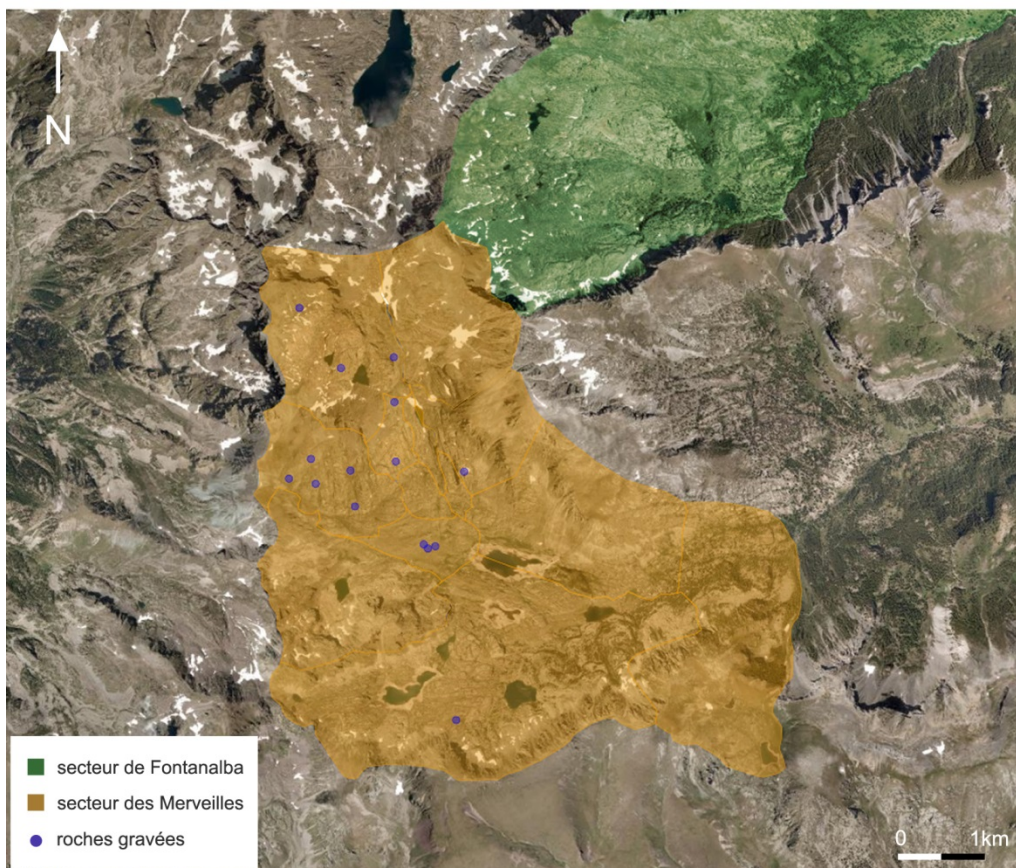 N
secteur de Fontanalba
secteur des Merveilles
roches gravées
0 1km